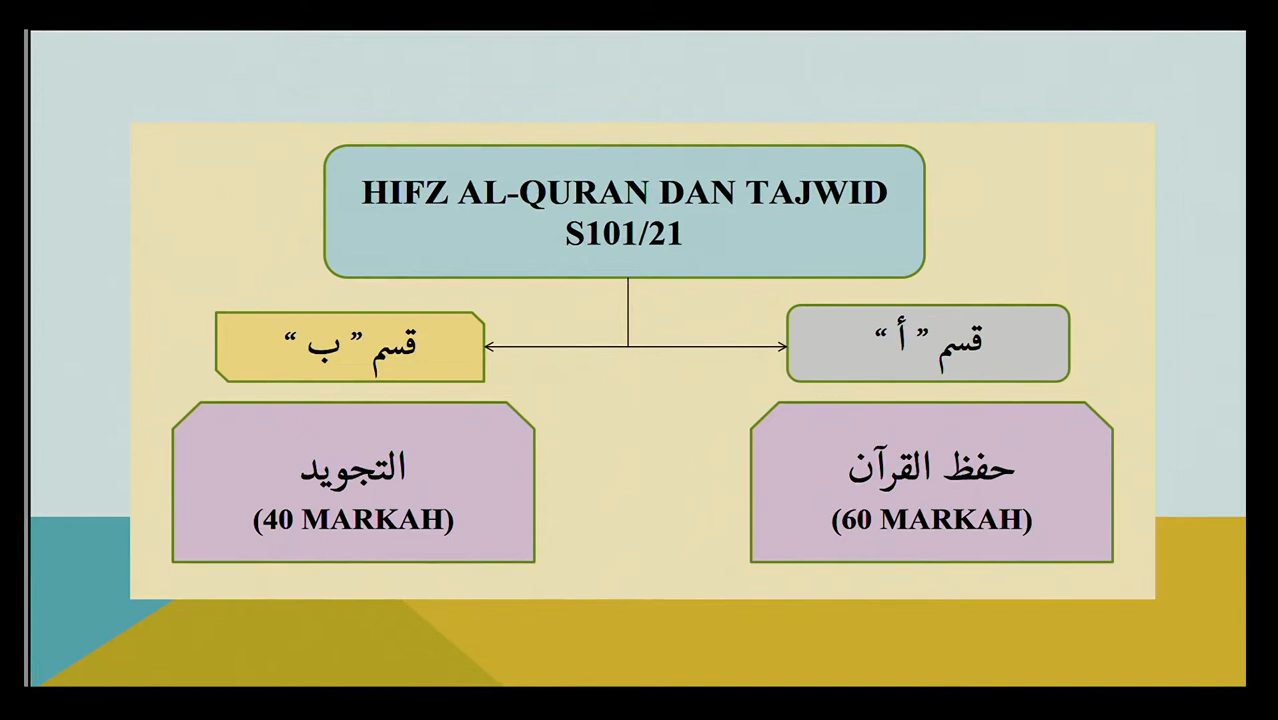 HIFZ AL-QURAN DAN TAJWID
S101/21
قسم ” أ “
قسم ” ب “
حفظ القرآن
(60 MARKAH)
التجويد
(40 MARKAH)